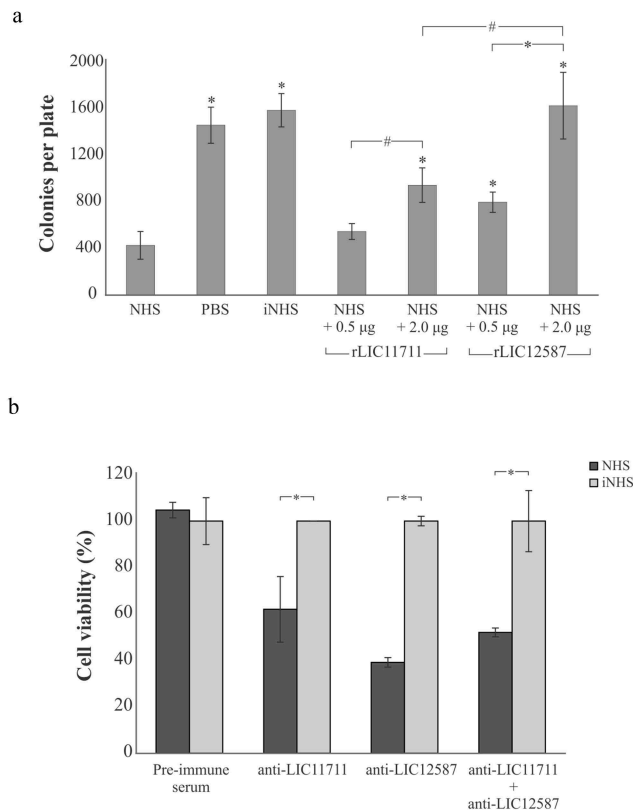 a
#
*
* *
2000
1600
1200
800
400
0
Colonies per plate
#
*
*
*
NHS PBS iNHS NHS NHS NHS NHS
+ 0.5 μg + 2.0 μg + 0.5 μg + 2.0 μg
rLIC11711 rLIC12587
b
NHS
iNHS
120
100
80
60
40
20
0
Cell viability (%)
* * *
Pre-immune anti-LIC11711 anti-LIC12587 anti-LIC11711
serum +
anti-LIC12587